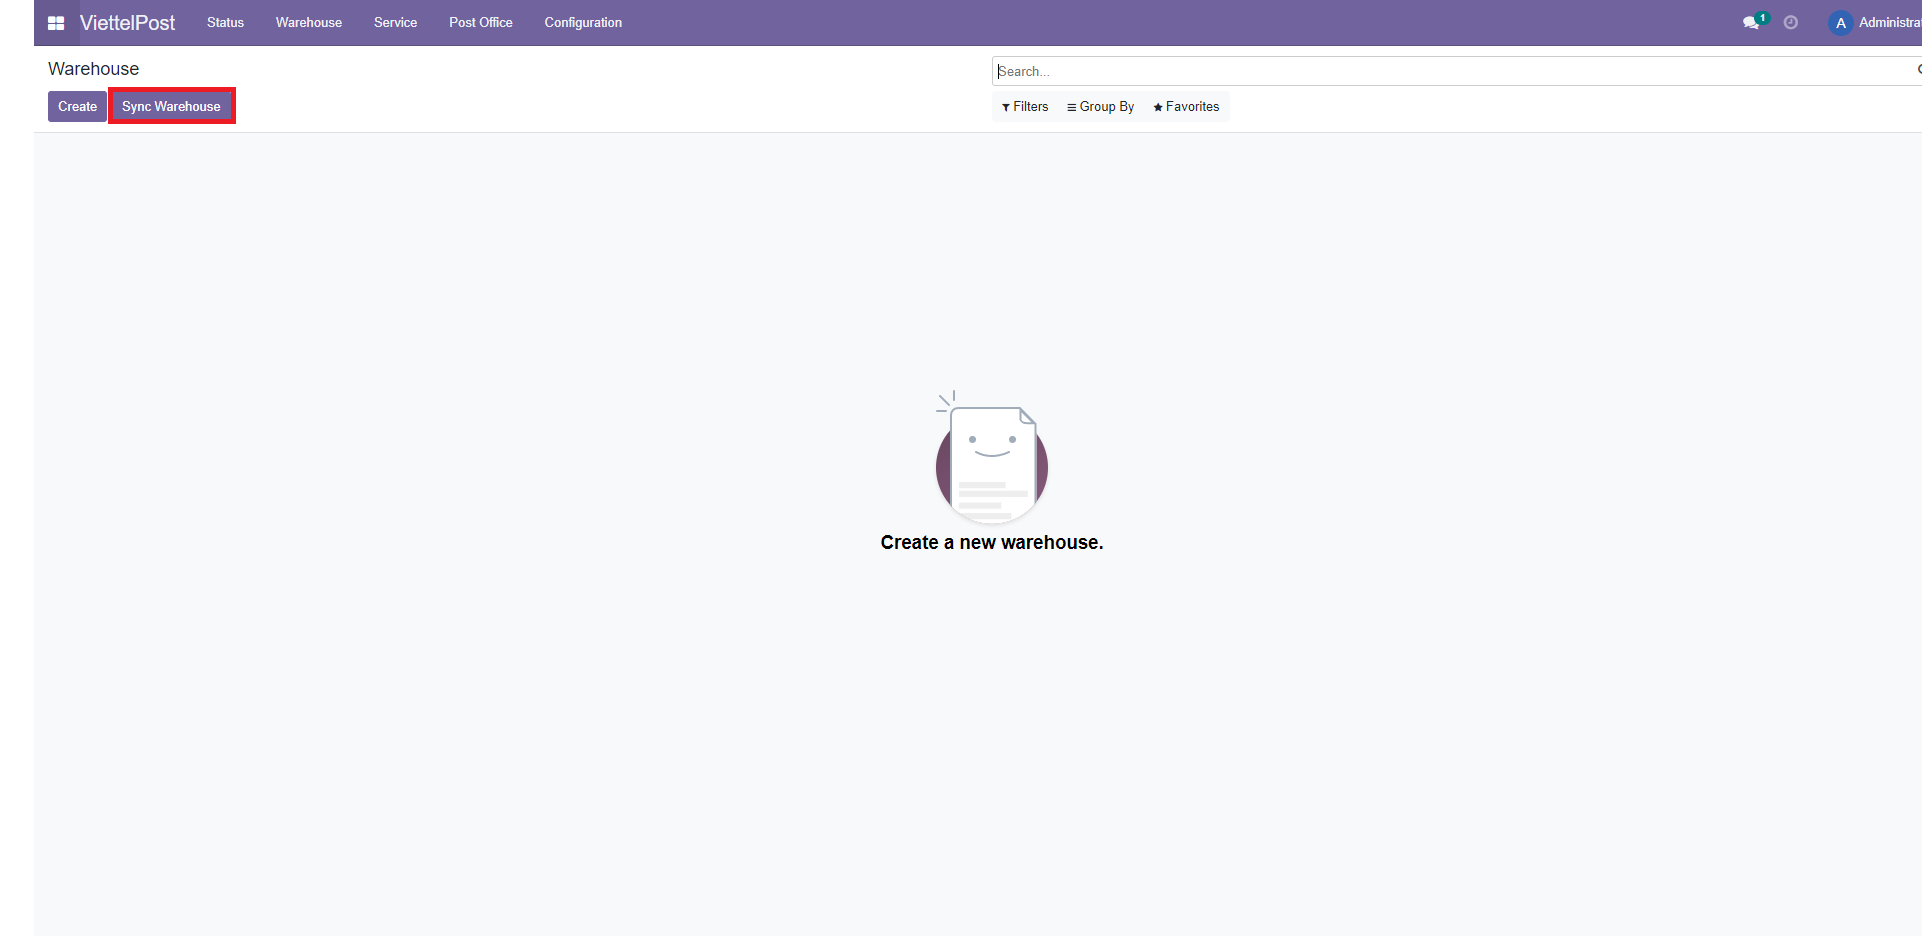 ViettelPost Status Warehouse Service Post Office Configuration 1 A Administra
Warehouse
Search...
Create Sync Warehouse Filters Group By Favorites
Create a new warehouse.